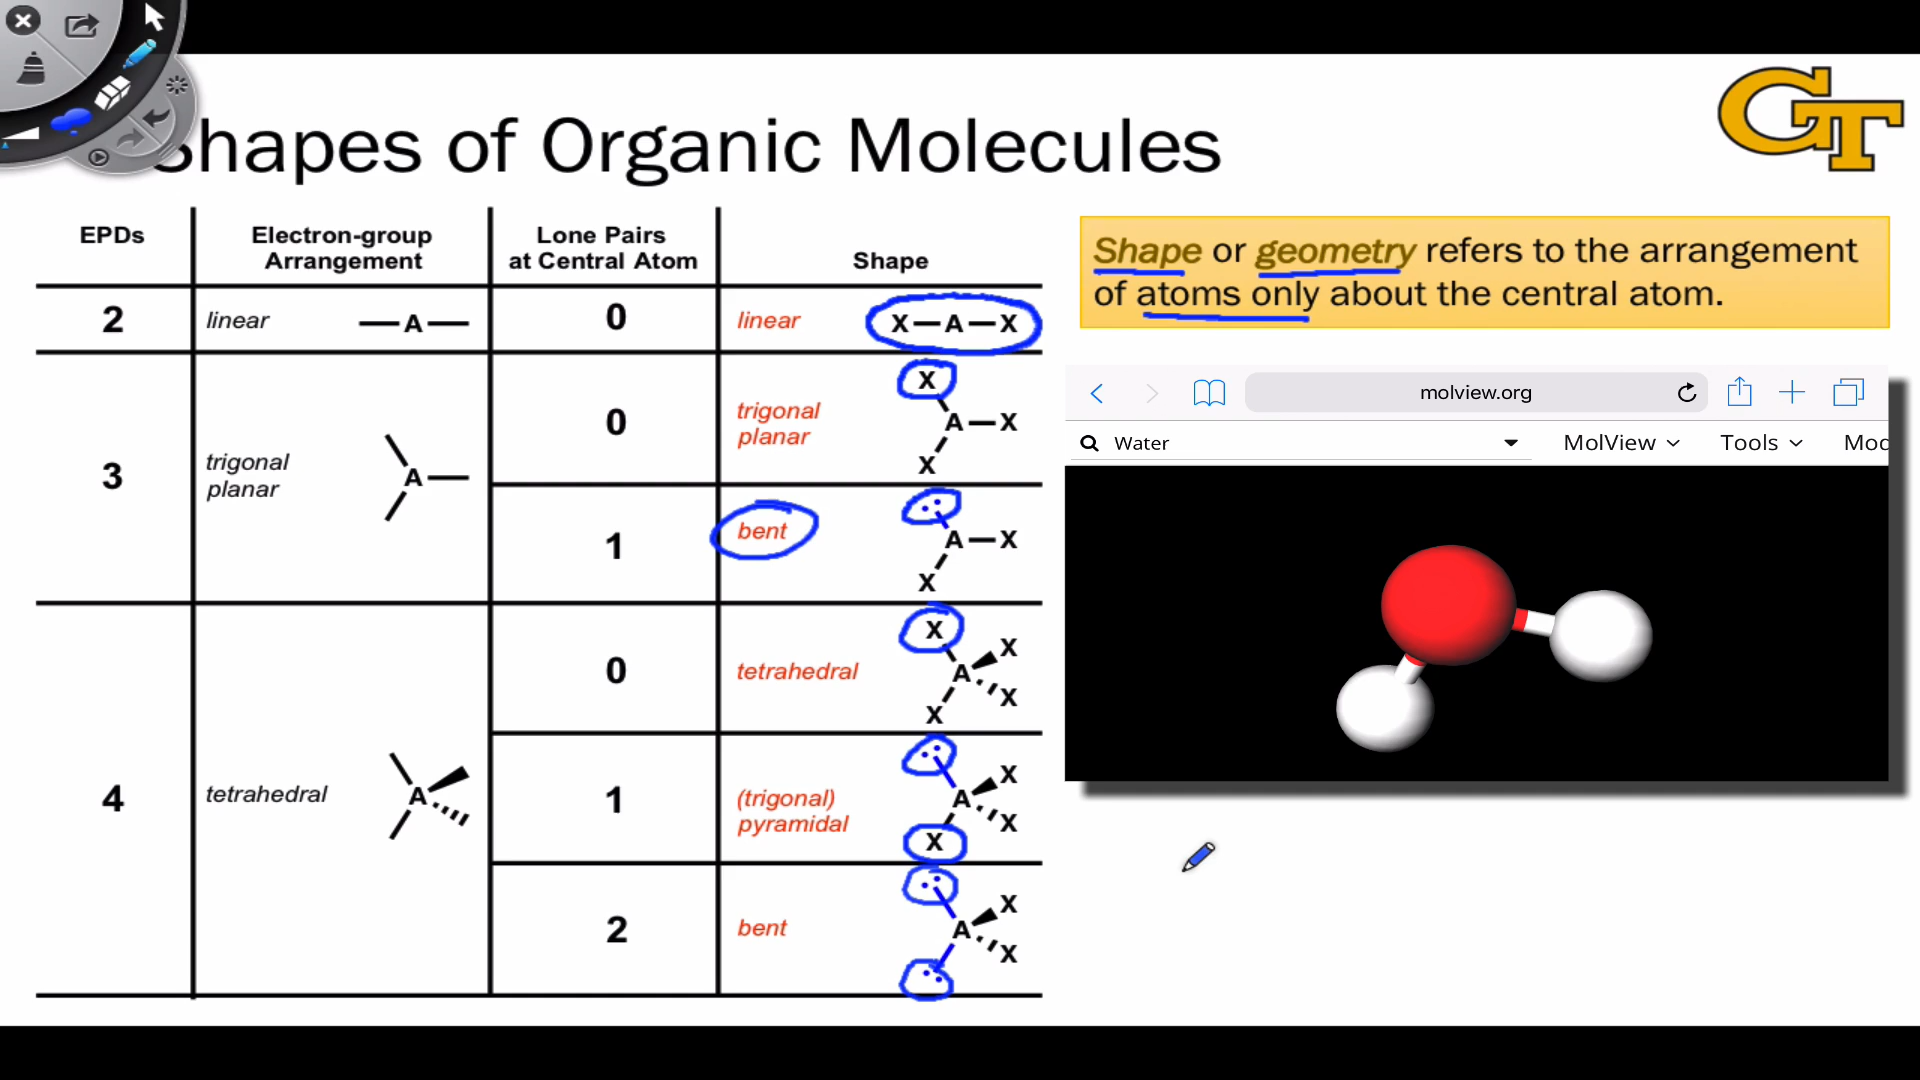 Shapes of Organic Molecules
GT
EPDs
Electron-group
Arrangement
Lone Pairs
at Central Atom
Shape
2
linear
A
0
linear
X A X
3
trigonal
planar
A
0
trigonal
planar
X
A X
X
1
bent
A X
X
4
tetrahedral
A
0
tetrahedral
X
X
A
X
X
1
(trigonal)
pyramidal
X
A
X
X
2
bent
X
A
X
Shape or geometry refers to the arrangement
of atoms only about the central atom.
molview.org
Water
MolView
Tools
Mod